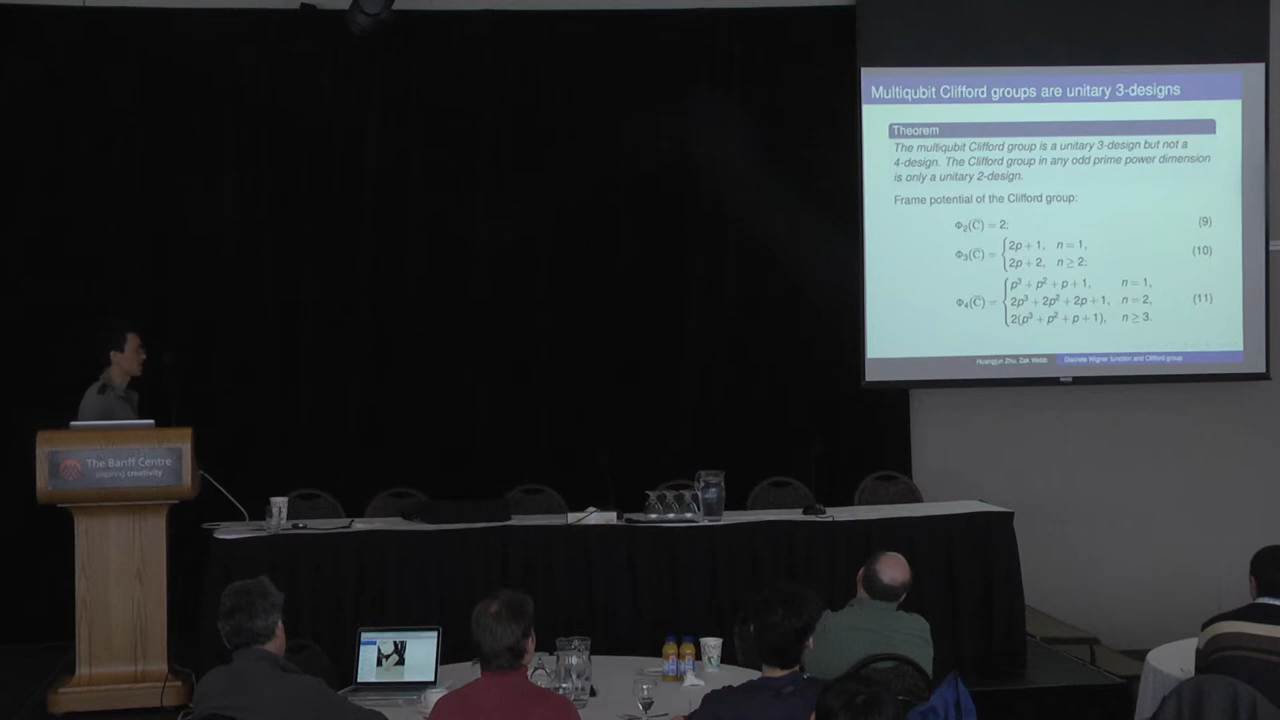 Multiqubit Clifford groups are unitary 3-designs
Theorem
The multiqubit Clifford group is a unitary 3-design but not a
4-design. The Clifford group in any odd prime power dimension
is only a unitary 2-design.
Frame potential of the Clifford group:
Φ₂(C̅) = 2; (9)
Φ₃(C̅) = { 2p + 1, n = 1,
2p + 2, n ≥ 2. (10)
Φ₄(C̅) = { p³ + p² + p + 1, n = 1,
2p³ + 2p² + 2p + 1, n = 2, (11)
2(p³ + p² + p + 1), n ≥ 3.
Huangjun Zhu, Zak Webb Discrete Wigner function and Clifford group
The Banff Centre
inspiring creativity